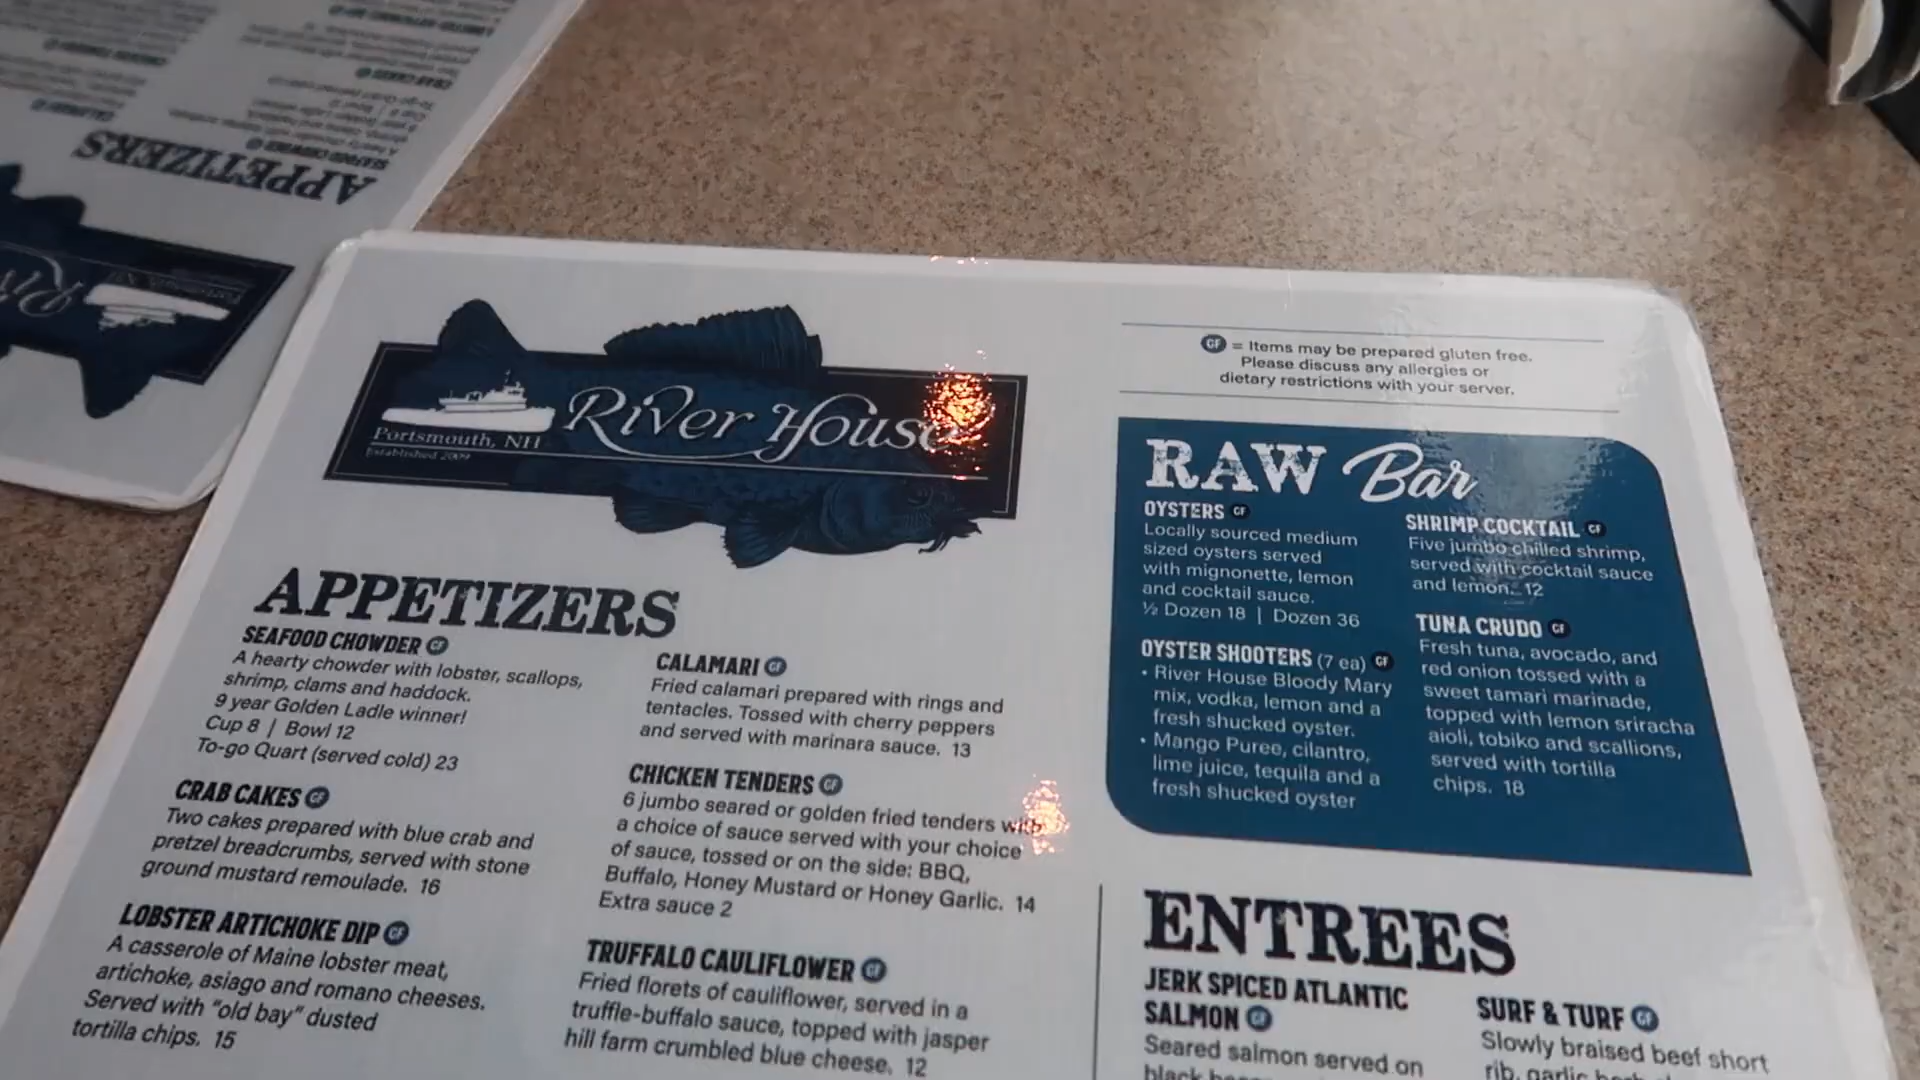 River House
Portsmouth, NH
Established 2009
APPETIZERS
SEAFOOD CHOWDER GF
A hearty chowder with lobster, scallops,
shrimp, clams and haddock.
9 year Golden Ladle winner!
Cup 8 | Bowl 12
To-go Quart (served cold) 23
CRAB CAKES GF
Two cakes prepared with blue crab and
pretzel breadcrumbs, served with stone
ground mustard remoulade. 16
LOBSTER ARTICHOKE DIP GF
A casserole of Maine lobster meat,
artichoke, asiago and romano cheeses.
Served with "old bay" dusted
tortilla chips. 15
CALAMARI GF
Fried calamari prepared with rings and
tentacles. Tossed with cherry peppers
and served with marinara sauce. 13
CHICKEN TENDERS GF
6 jumbo seared or golden fried tenders with
a choice of sauce served with your choice
of sauce, tossed or on the side: BBQ,
Buffalo, Honey Mustard or Honey Garlic. 14
Extra sauce 2
TRUFFALO CAULIFLOWER GF
Fried florets of cauliflower, served in a
truffle-buffalo sauce, topped with jasper
hill farm crumbled blue cheese. 12
GF = Items may be prepared gluten free.
Please discuss any allergies or
dietary restrictions with your server.
RAW Bar
OYSTERS GF
Locally sourced medium
sized oysters served
with mignonette, lemon
and cocktail sauce.
½ Dozen 18 | Dozen 36
OYSTER SHOOTERS (7 ea) GF
• River House Bloody Mary
mix, vodka, lemon and a
fresh shucked oyster.
• Mango Puree, cilantro,
lime juice, tequila and a
fresh shucked oyster
SHRIMP COCKTAIL GF
Five jumbo chilled shrimp,
served with cocktail sauce
and lemon. 12
TUNA CRUDO GF
Fresh tuna, avocado, and
red onion tossed with a
sweet tamari marinade,
topped with lemon sriracha
aioli, tobiko and scallions,
served with tortilla
chips. 18
ENTREES
JERK SPICED ATLANTIC
SALMON GF
Seared salmon served on
black
SURF & TURF GF
Slowly braised beef short
rib, garlic
APPETIZERS
SEAFOOD CHOWDER
CRAB CAKES
CALAMARI
Portsmouth, N
Riv